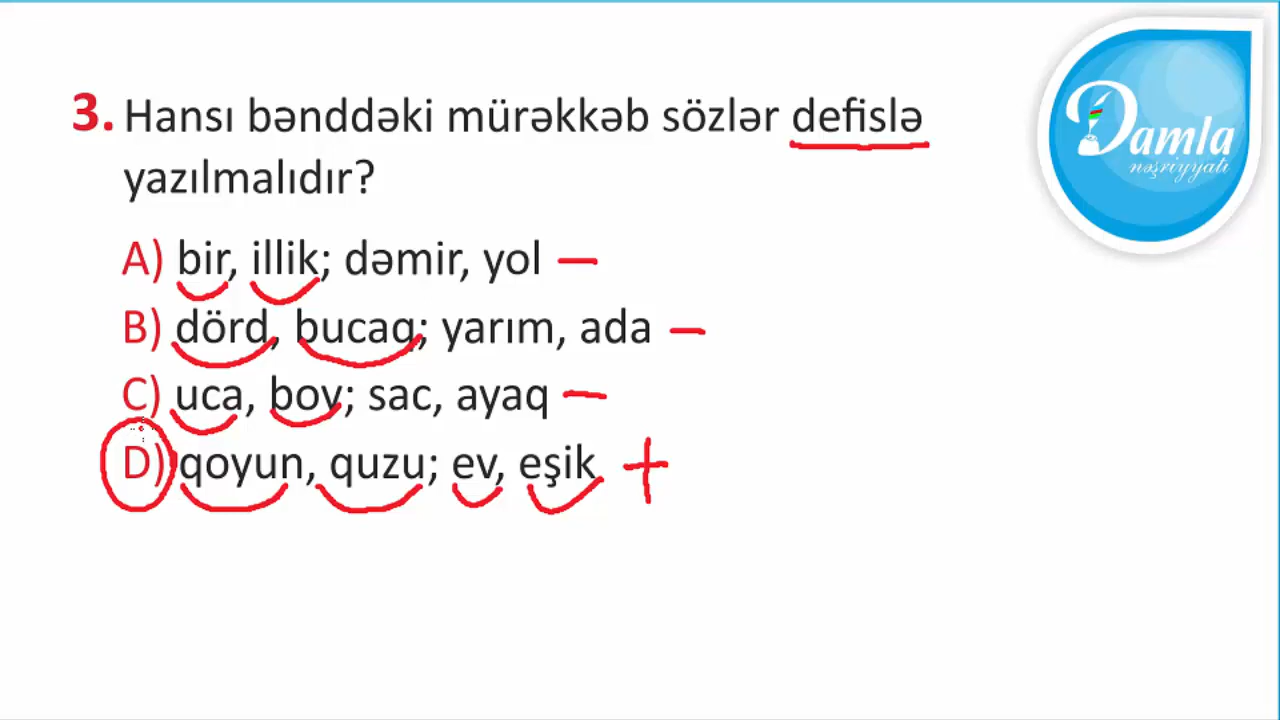 3. Hansı bənddəki mürəkkəb sözlər defislə
yazılmalıdır?
A) bir, illik; dəmir, yol
B) dörd, bucaq; yarım, ada
C) uca, boy; sac, ayaq
D) qoyun, quzu; ev, eşik
Damla
nəşriyyatı